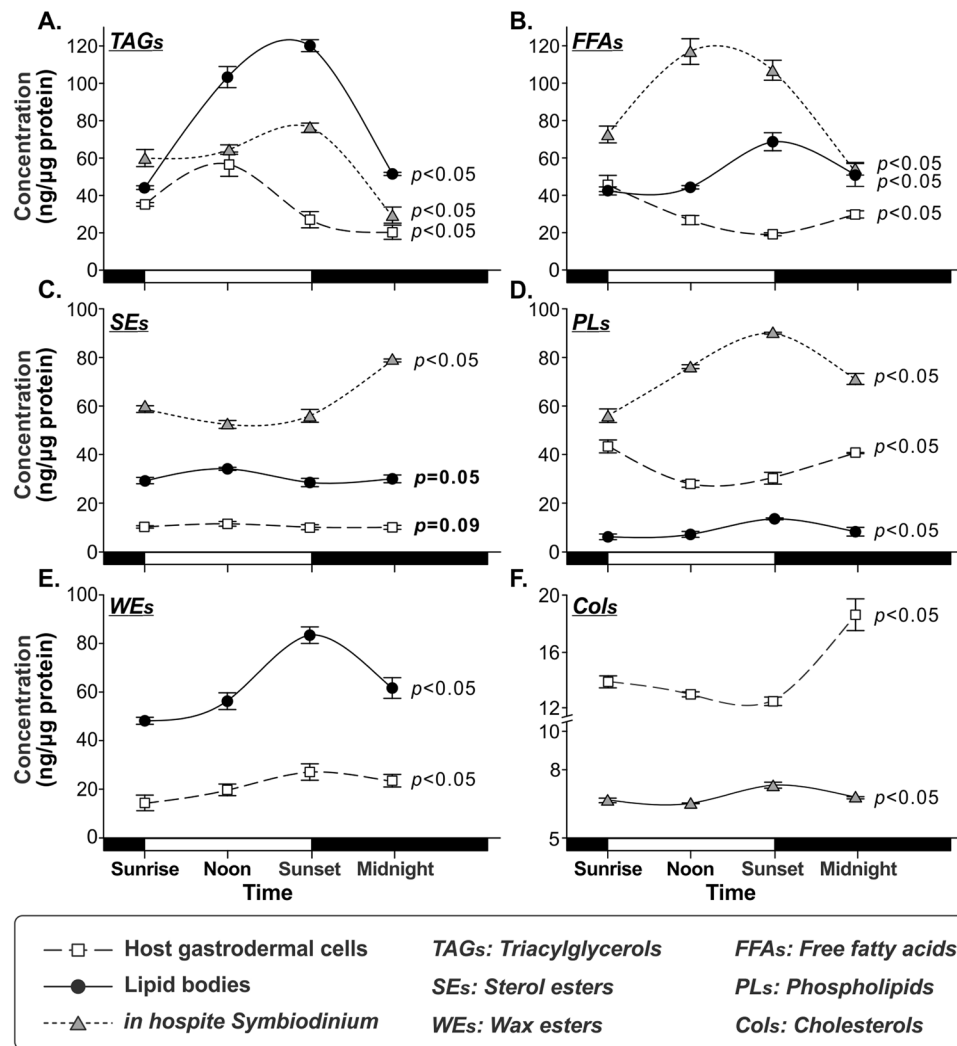 A.
TAGs
120
100
80
60
40
20
0
Concentration
(ng/µg protein)
p<0.05
p<0.05
p<0.05
B.
FFAs
120
100
80
60
40
20
0
p<0.05
p<0.05
p<0.05
C.
SEs
100
80
60
40
20
0
Concentration
(ng/µg protein)
p<0.05
p=0.05
p=0.09
D.
PLs
100
80
60
40
20
0
p<0.05
p<0.05
p<0.05
E.
WEs
100
80
60
40
20
0
Concentration
(ng/µg protein)
p<0.05
p<0.05
Sunrise Noon Sunset Midnight
Time
F.
Cols
20
16
12
10
8
5
p<0.05
p<0.05
Sunrise Noon Sunset Midnight
Time
Host gastrodermal cells TAGs: Triacylglycerols FFAs: Free fatty acids
Lipid bodies SEs: Sterol esters PLs: Phospholipids
in hospite Symbiodinium WEs: Wax esters Cols: Cholesterols